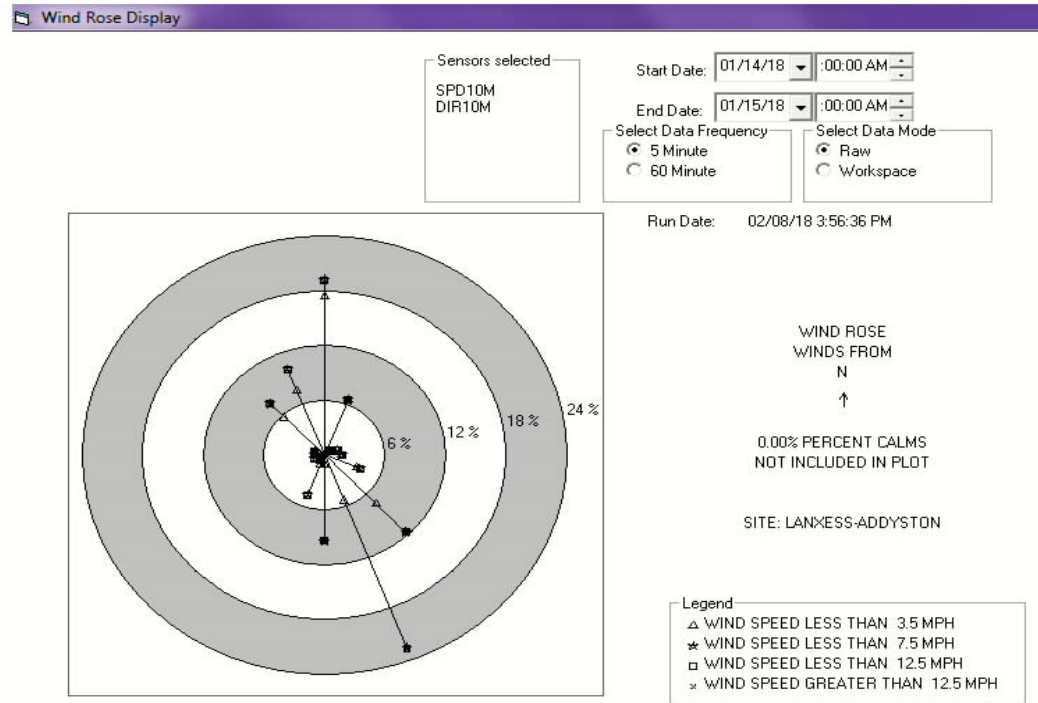 Wind Rose Display
Sensors selected
SPD10M
DIR10M
Start Date: 01/14/18 :00:00 AM
End Date: 01/15/18 :00:00 AM
Select Data Frequency
5 Minute
60 Minute
Select Data Mode
Raw
Workspace
Run Date: 02/08/18 3:56:36 PM
6 %
12 %
18 %
24 %
WIND ROSE
WINDS FROM
N
0.00% PERCENT CALMS
NOT INCLUDED IN PLOT
SITE: LANXESS-ADDYSTON
Legend
WIND SPEED LESS THAN 3.5 MPH
WIND SPEED LESS THAN 7.5 MPH
WIND SPEED LESS THAN 12.5 MPH
WIND SPEED GREATER THAN 12.5 MPH